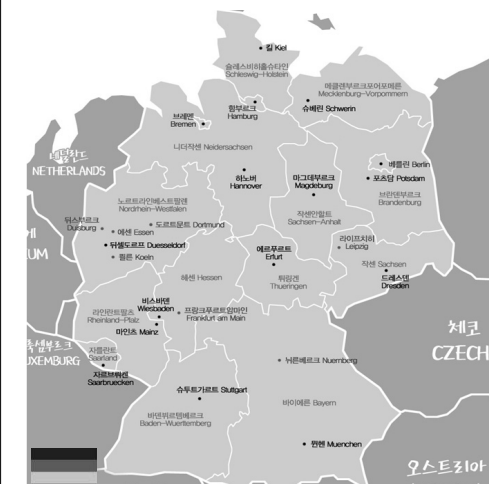 킬 Kiel
슐레스비히홀슈타인
Schleswig-Holstein
메클렌부르크포어포메른
Mecklenburg-Vorpommern
함부르크
Hamburg
슈베린 Schwerin
브레멘
Bremen
니더작센 Neidersachsen
네덜란드
NETHERLANDS
하노버
Hannover
마그데부르크
Magdeburg
베를린 Berlin
포츠담 Potsdam
브란덴부르크
Brandenburg
노르트라인베스트팔렌
Nordrhein-Westfalen
작센안할트
Sachsen-Anhalt
뒤스부르크
Duisburg
에센 Essen
도르트문트 Dortmund
뒤셀도르프 Duesseldorf
쾰른 Koeln
에르푸르트
Erfurt
라이프치히
Leipzig
작센 Sachsen
드레스덴
Dresden
UM
헤센 Hessen
튀링겐
Thueringen
비스바덴
Wiesbaden
라인란트팔츠
Rheinland-Pfalz
프랑크푸르트암마인
Frankfurt am Main
마인츠 Mainz
체코
CZECH
룩셈부르크
UXEMBURG
자를란트
Saarland
자르브뤼켄
Saarbruecken
뉘른베르크 Nuernberg
슈투트가르트 Stuttgart
바이에른 Bayern
바덴뷔르템베르크
Baden-Wuerttemberg
뮌헨 Muenchen
오스트리아